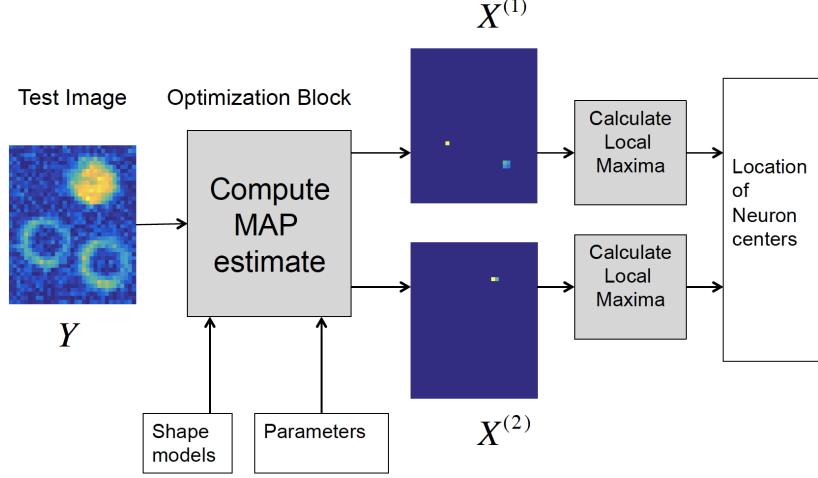 X^(1)
Test Image
Optimization Block
Compute
MAP
estimate
Calculate
Local
Maxima
Location
of
Neuron
centers
Calculate
Local
Maxima
Y
X^(2)
Shape
models
Parameters